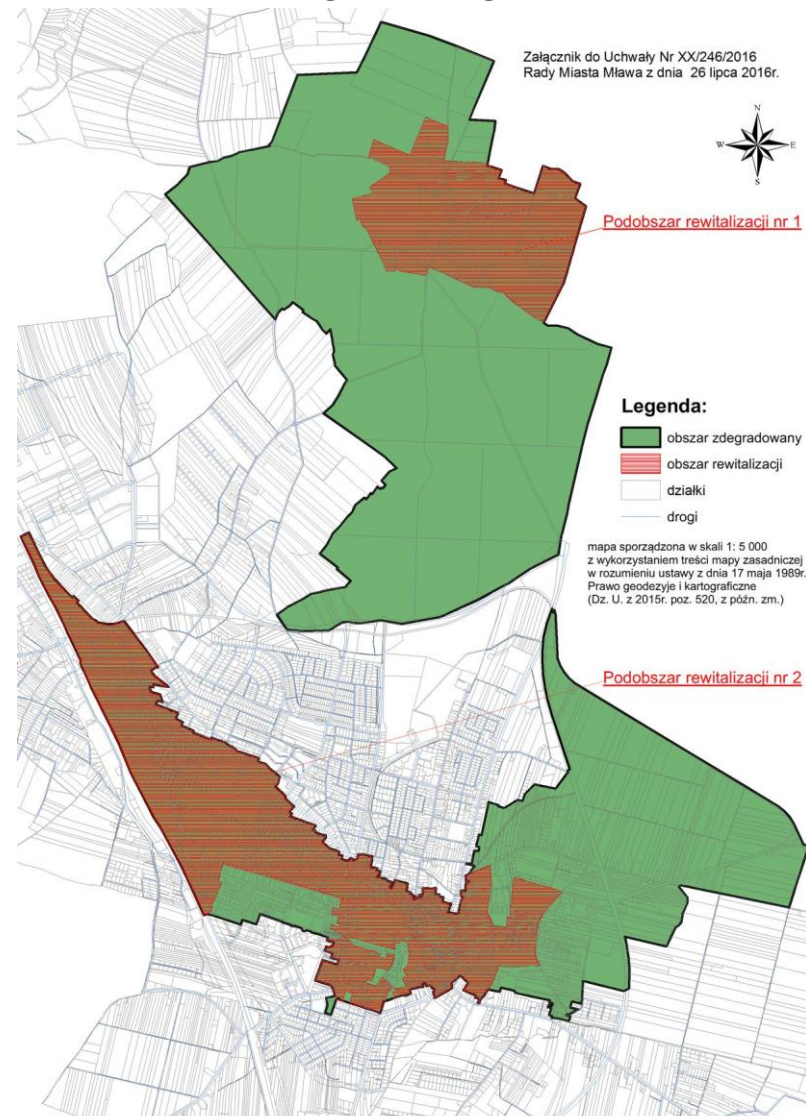 Załącznik do Uchwały Nr XX/246/2016
Rady Miasta Mława z dnia 26 lipca 2016r.
N
W E
S
Podobszar rewitalizacji nr 1
Legenda:
obszar zdegradowany
obszar rewitalizacji
działki
drogi
mapa sporządzona w skali 1: 5 000
z wykorzystaniem treści mapy zasadniczej
w rozumieniu ustawy z dnia 17 maja 1989r.
Prawo geodezyje i kartograficzne
(Dz. U. z 2015r. poz. 520, z późn. zm.)
Podobszar rewitalizacji nr 2